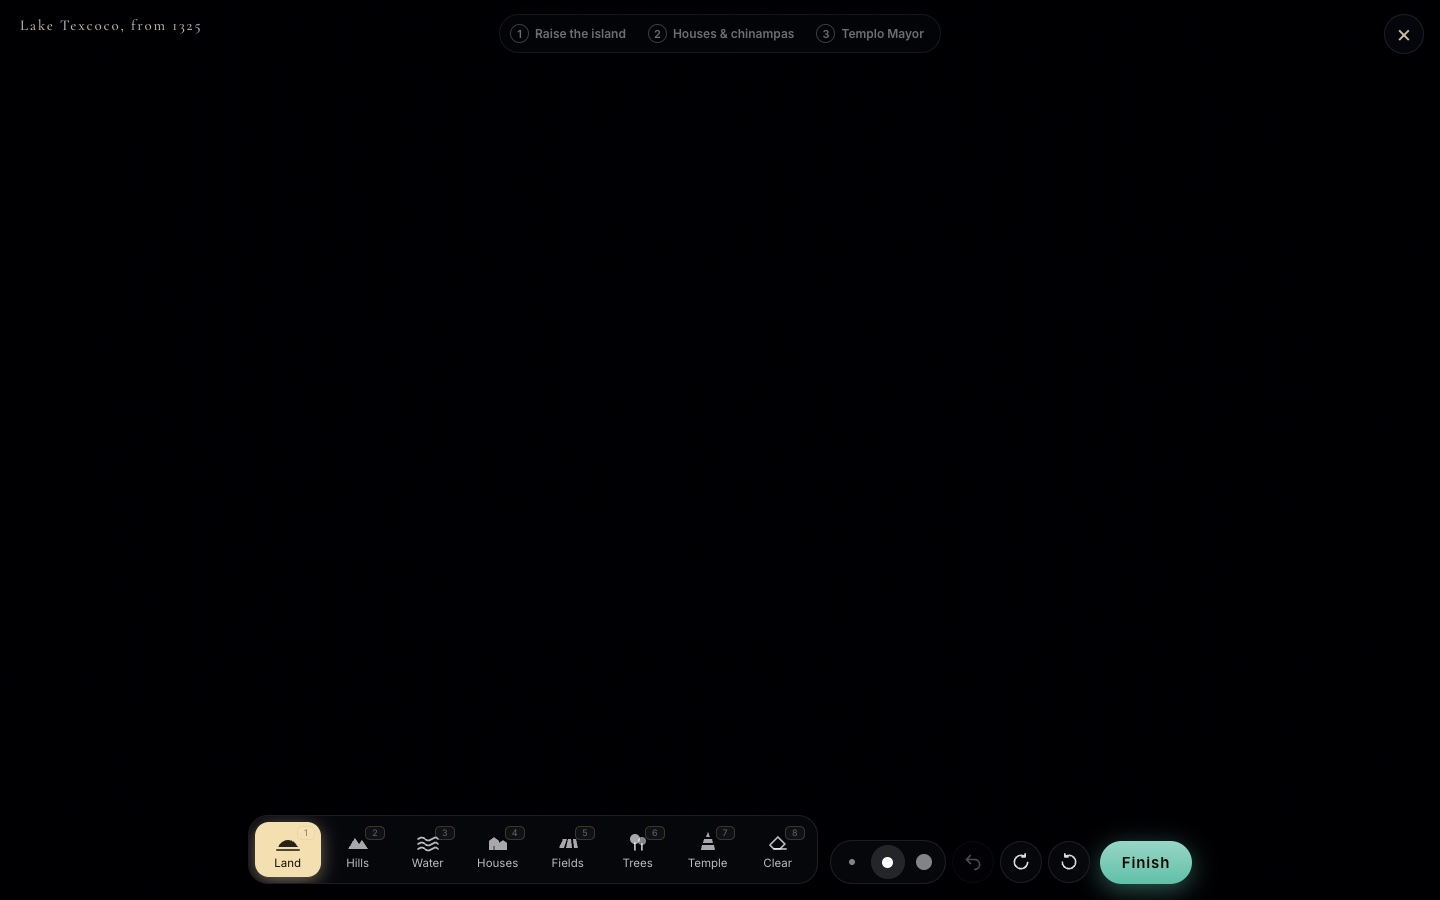 Lake Texcoco, from 1325
1 Raise the island 2 Houses & chinampas 3 Templo Mayor
1 2 3 4 5 6 7 8
Land Hills Water Houses Fields Trees Temple Clear
Finish